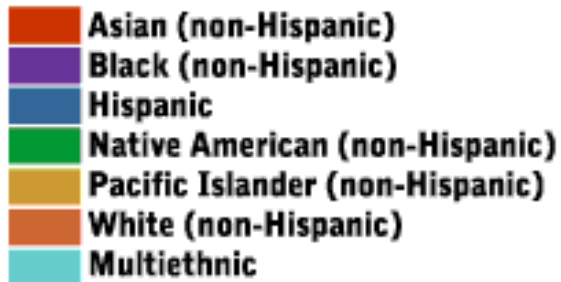 Asian (non-Hispanic)
Black (non-Hispanic)
Hispanic
Native American (non-Hispanic)
Pacific Islander (non-Hispanic)
White (non-Hispanic)
Multiethnic